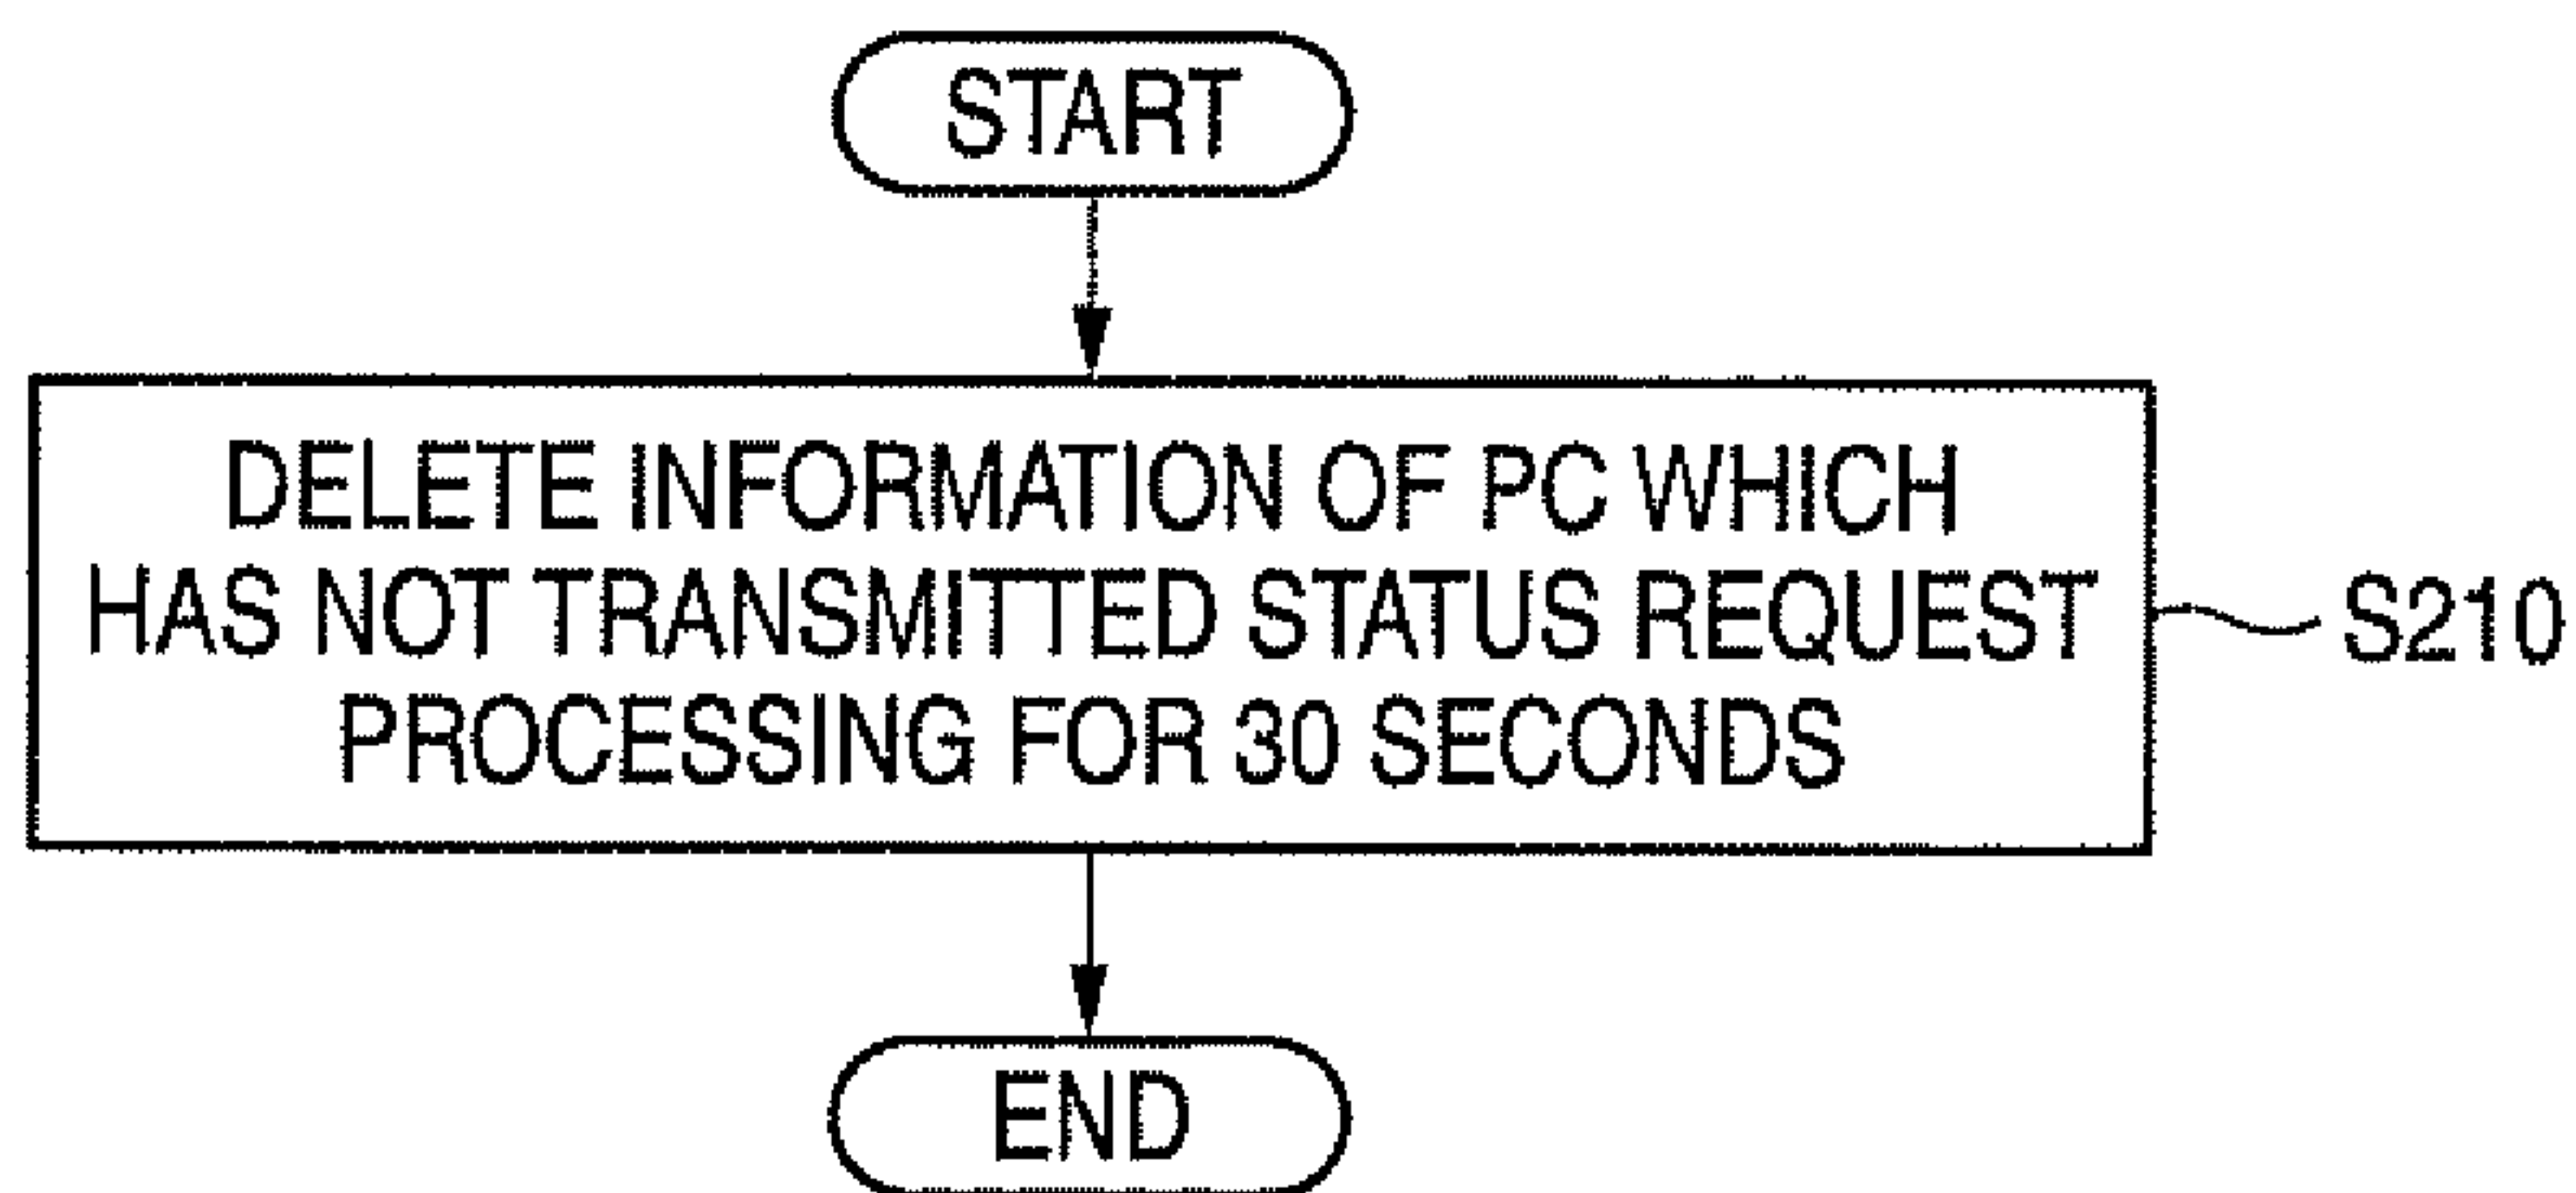 START
DELETE INFORMATION OF PC WHICH
HAS NOT TRANSMITTED STATUS REQUEST
PROCESSING FOR 30 SECONDS
S210
END